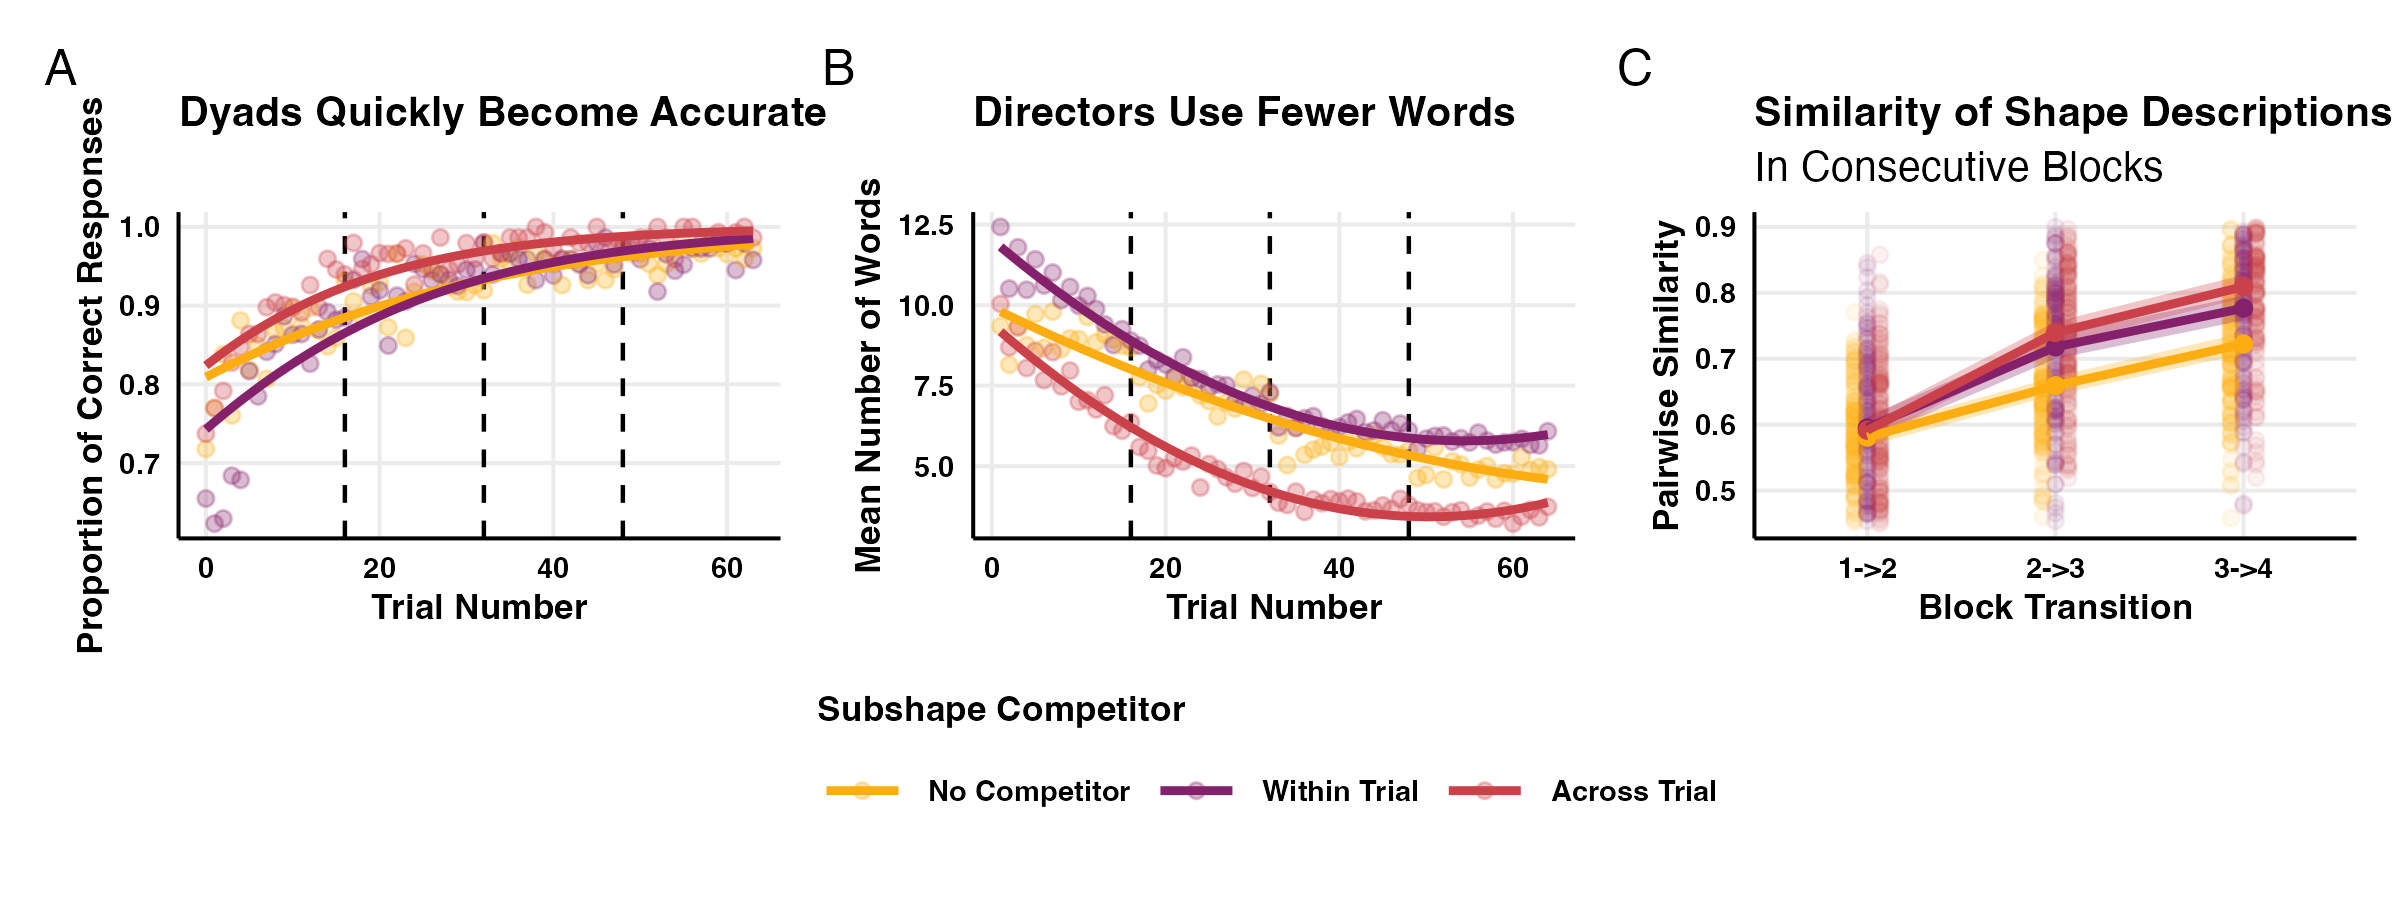 A
Dyads Quickly Become Accurate
Proportion of Correct Responses
1.0
0.9
0.8
0.7
0
20
40
60
Trial Number
B
Directors Use Fewer Words
Mean Number of Words
12.5
10.0
7.5
5.0
0
20
40
60
Trial Number
C
Similarity of Shape Descriptions
In Consecutive Blocks
Pairwise Similarity
0.9
0.8
0.7
0.6
0.5
1->2
2->3
3->4
Block Transition
Subshape Competitor
No Competitor
Within Trial
Across Trial